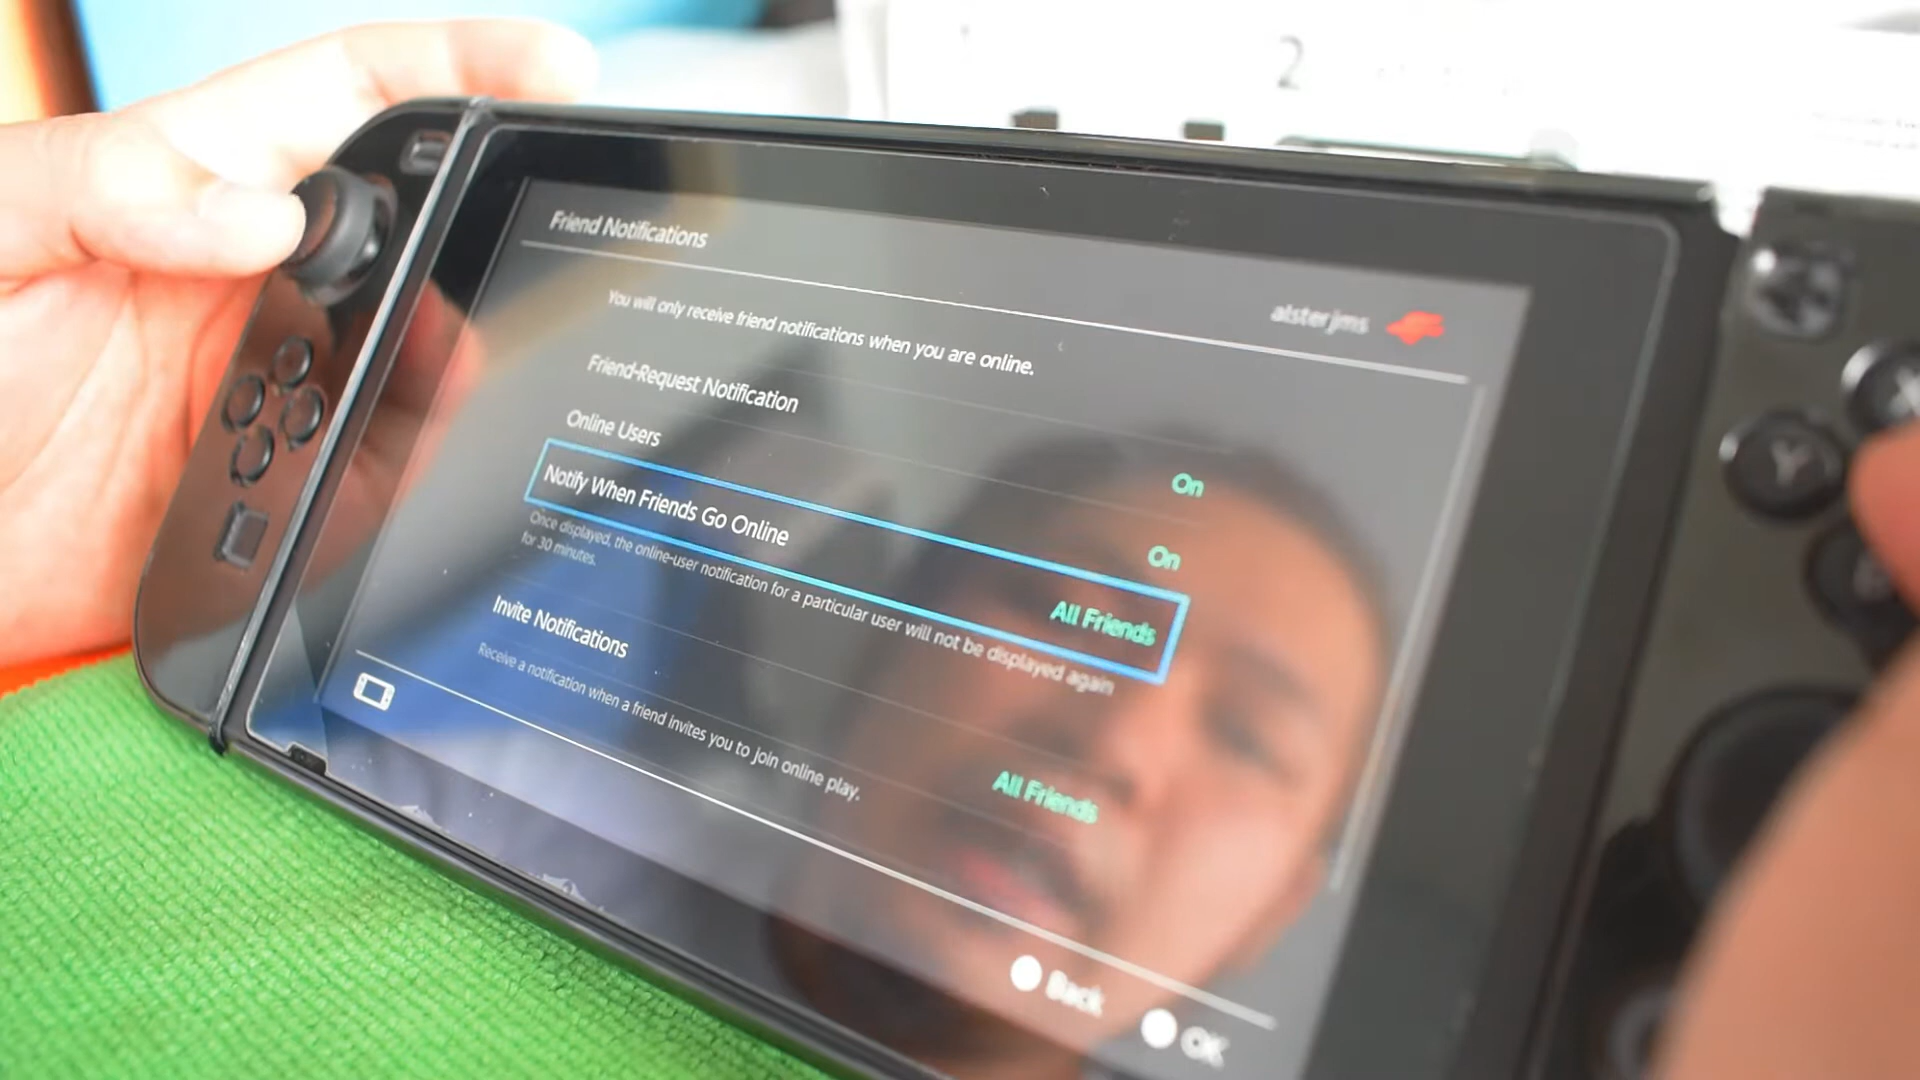 2
Friend Notifications
alsterjms
You will only receive friend notifications when you are online.
Friend-Request Notification
On
Online Users
On
Notify When Friends Go Online
All Friends
Once displayed, the online-user notification for a particular user will not be displayed again
for 30 minutes.
Invite Notifications
All Friends
Receive a notification when a friend invites you to join online play.
Back
OK
X
Y